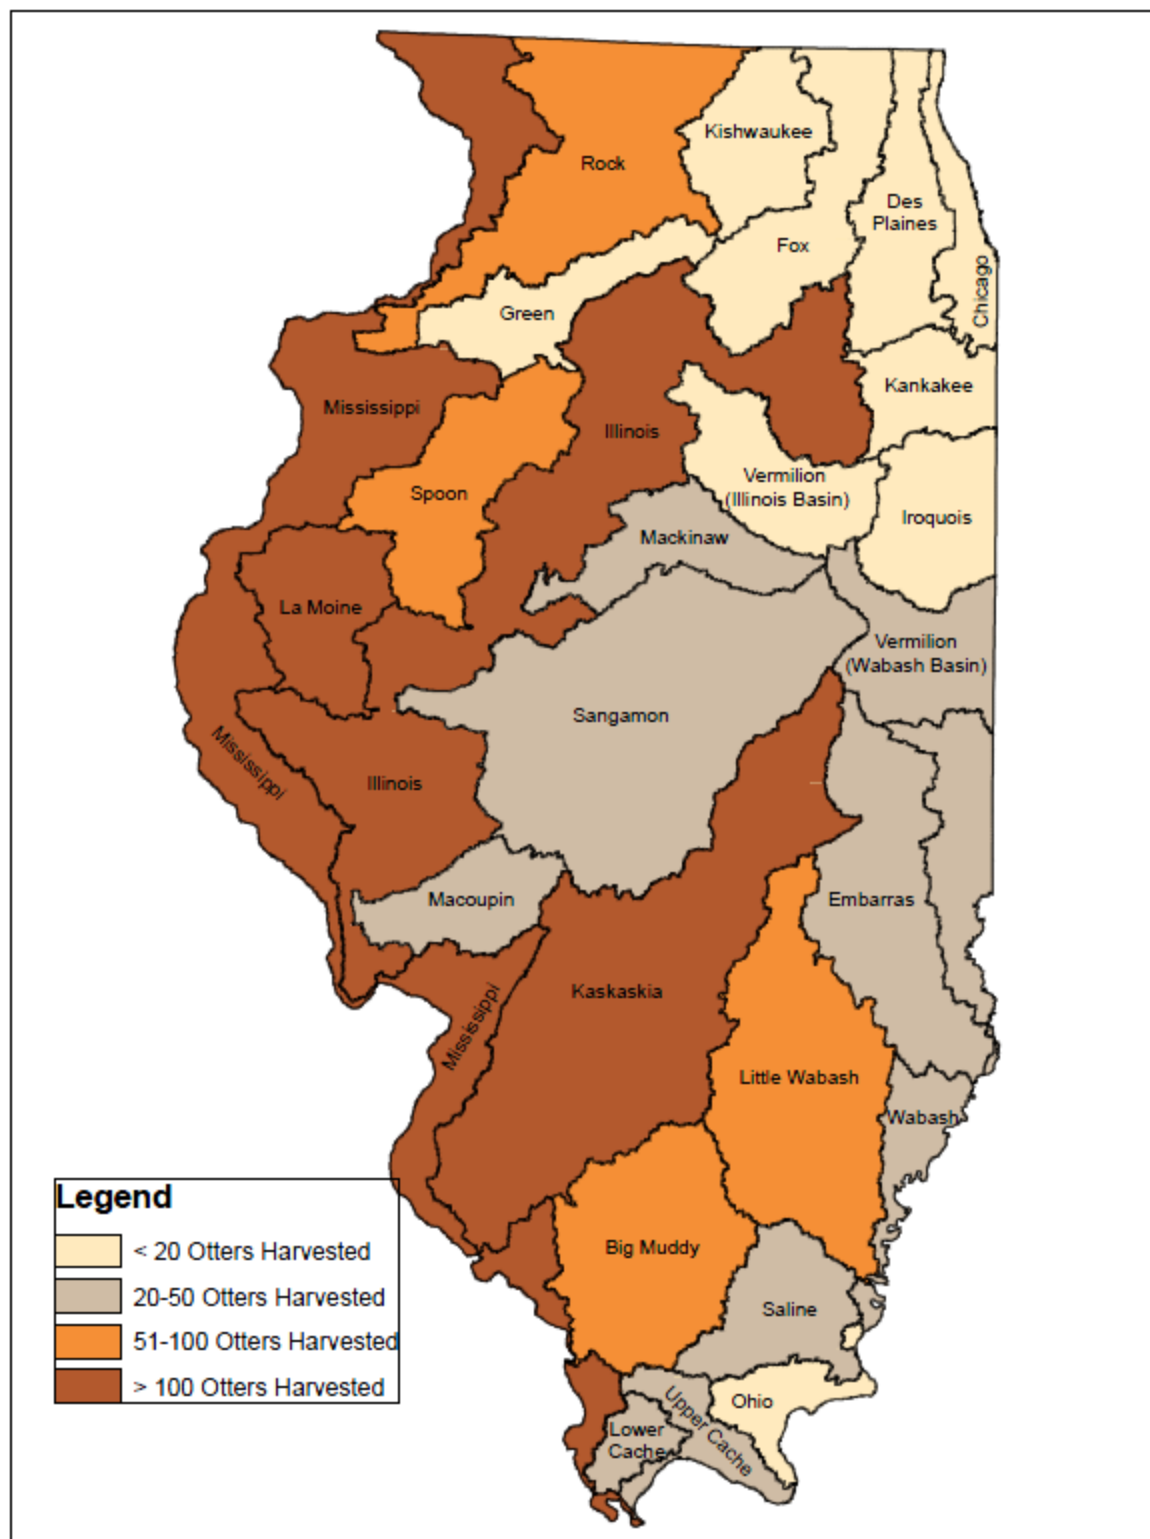 Kishwaukee
Rock
Des
Plaines
Fox
Chicago
Green
Kankakee
Mississippi
Illinois
Vermilion
(Illinois Basin)
Spoon
Iroquois
Mackinaw
La Moine
Vermilion
(Wabash Basin)
Sangamon
Mississippi
Illinois
Macoupin
Embarras
Kaskaskia
Mississippi
Little Wabash
Wabash
Legend
< 20 Otters Harvested
20-50 Otters Harvested
51-100 Otters Harvested
> 100 Otters Harvested
Big Muddy
Saline
Ohio
Upper Cache
Lower
Cache